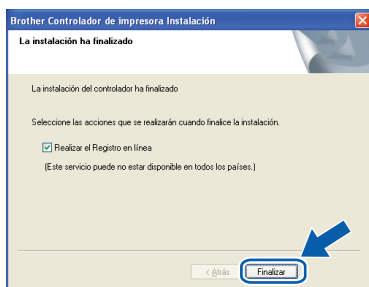 Brother Controlador de impresora Instalación
La instalación ha finalizado
La instalación del controlador ha finalizado
Seleccione las acciones que se realizarán cuando finalice la instalación.
Realizar el Registro en línea
(Este servicio puede no estar disponible en todos los países.)
< Atrás
Finalizar